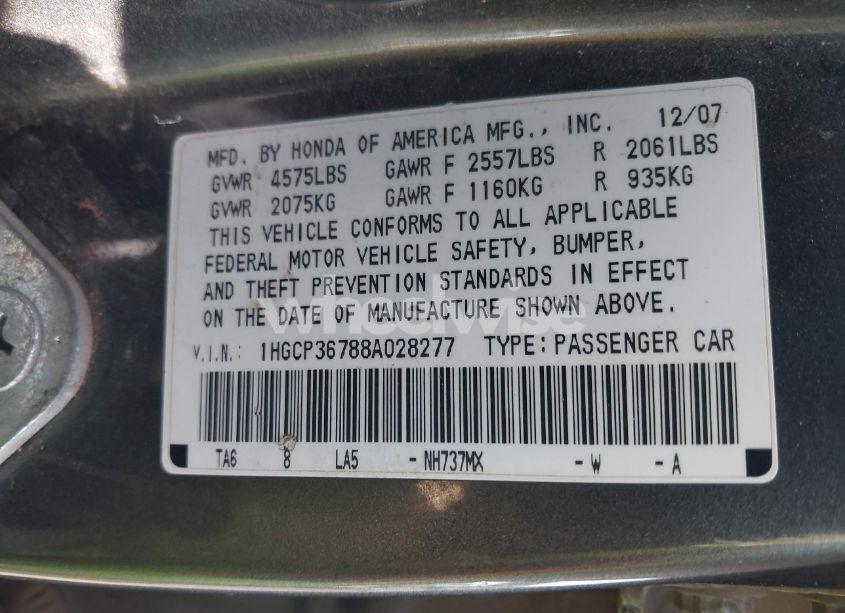 MFD. BY HONDA OF AMERICA MFG., INC. 12/07
GVWR 4575LBS GAWR F 2557LBS R 2061LBS
GVWR 2075KG GAWR F 1160KG R 935KG
THIS VEHICLE CONFORMS TO ALL APPLICABLE
FEDERAL MOTOR VEHICLE SAFETY, BUMPER,
AND THEFT PREVENTION STANDARDS IN EFFECT
ON THE DATE OF MANUFACTURE SHOWN ABOVE.
wheelwise
V.I.N.: 1HGCP36788A028277 TYPE: PASSENGER CAR
TA6 8 LA5 - NH737MX - W - A